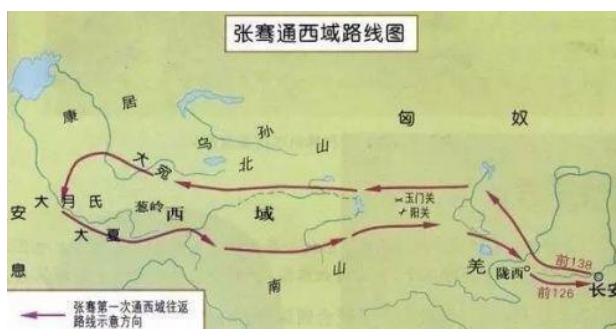 张骞通西域路线图
康居
乌孙
匈奴
大宛
北山
玉门关
阳关
大月氏
葱岭
西域
安息
大夏
南山
羌
陇西
前138
前126
长安
张骞第一次通西域往返
路线示意方向